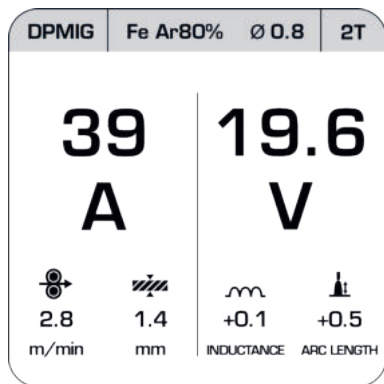 DPMIG Fe Ar80% Ø 0.8 2T
39 19.6
A V
2.8 1.4 +0.1 +0.5
m/min mm INDUCTANCE ARC LENGTH